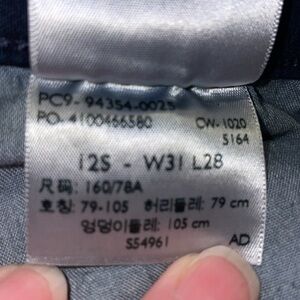 PC9- 94354-0025
PO- 4100466580 CW-1020
5164
12S - W31 L28
尺码: 160/78A
호칭: 79-105 허리둘레: 79 cm
엉덩이둘레: 105 cm
S54961 AD